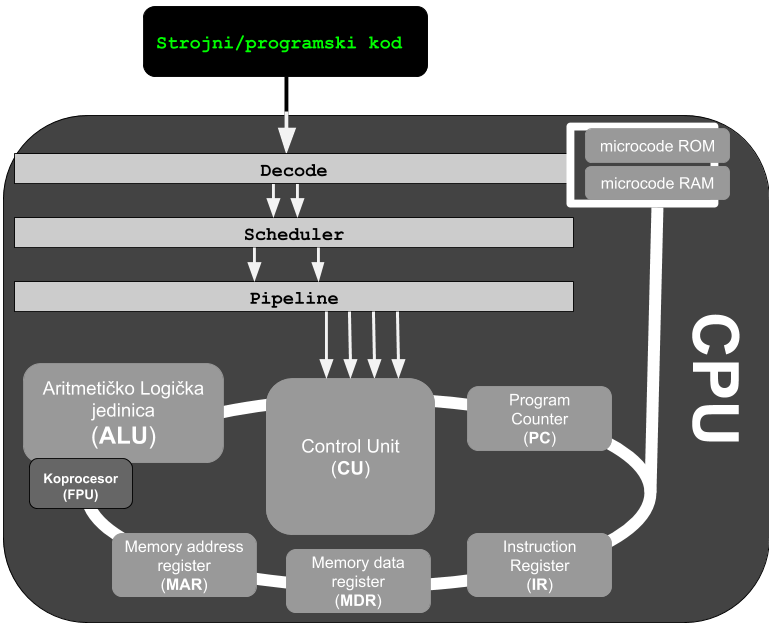 Strojni/programski kod
microcode ROM
microcode RAM
Decode
Scheduler
Pipeline
CPU
Aritmetičko Logička
jedinica
(ALU)
Koprocesor
(FPU)
Control Unit
(CU)
Program
Counter
(PC)
Memory address
register
(MAR)
Memory data
register
(MDR)
Instruction
Register
(IR)